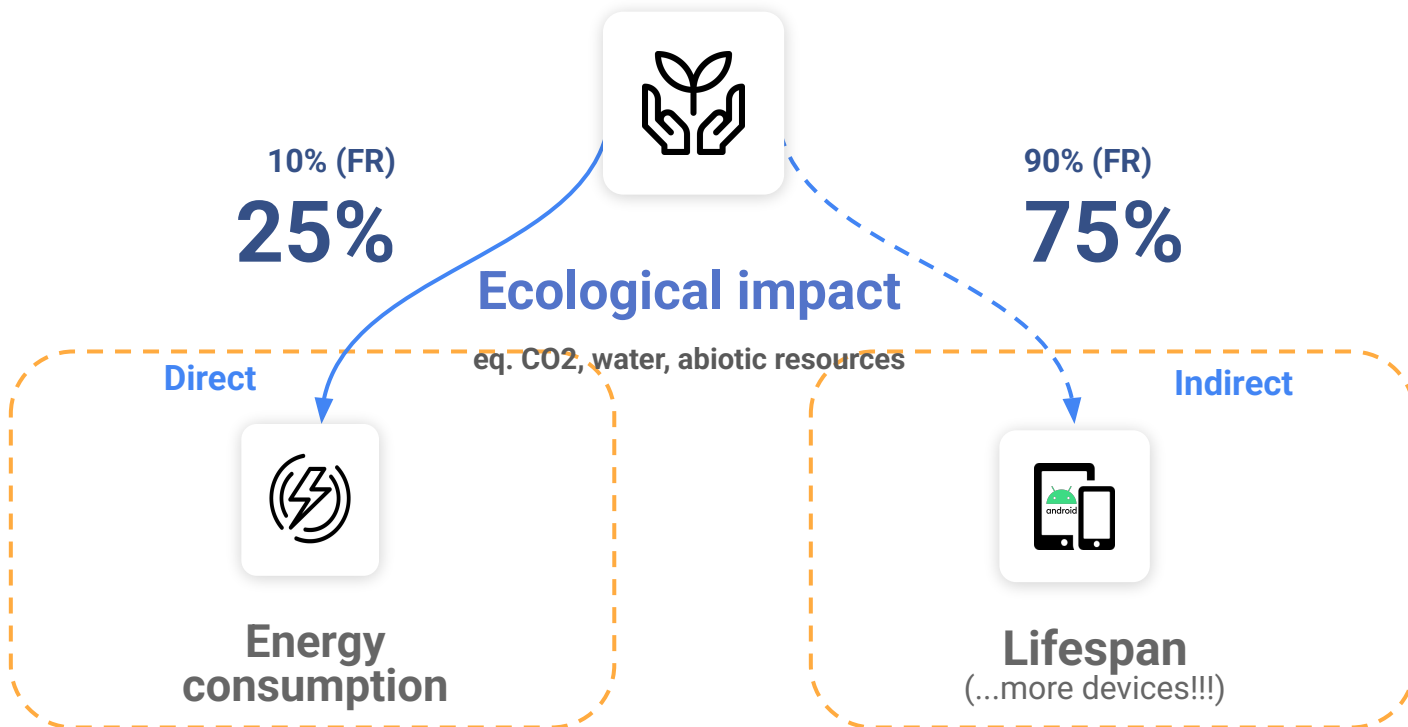 10% (FR)
25%
90% (FR)
75%
Ecological impact
eq. CO2, water, abiotic resources
Direct
Indirect
android
Energy
consumption
Lifespan
(...more devices!!!)